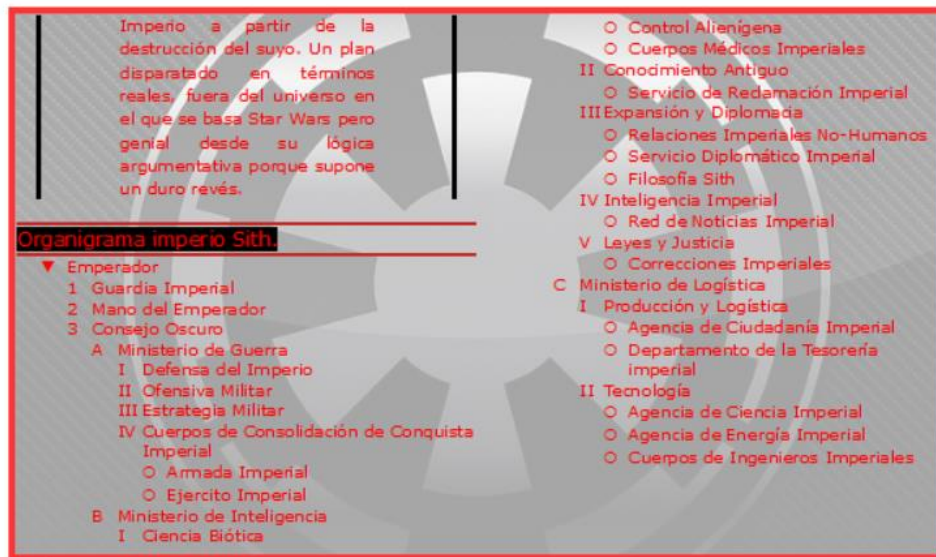 Imperio a partir de la
destrucción del suyo. Un plan
disparatado en términos
reales, fuera del universo en
el que se basa Star Wars pero
genial desde su lógica
argumentativa porque supone
un duro revés.
Organigrama imperio Sith.
▼ Emperador
1 Guardia Imperial
2 Mano del Emperador
3 Consejo Oscuro
A Ministerio de Guerra
I Defensa del Imperio
II Ofensiva Militar
III Estrategia Militar
IV Cuerpos de Consolidación de Conquista
Imperial
○ Armada Imperial
○ Ejercito Imperial
B Ministerio de Inteligencia
I Ciencia Biótica
○ Control Alienígena
○ Cuerpos Médicos Imperiales
II Conocimiento Antiguo
○ Servicio de Reclamación Imperial
III Expansión y Diplomacia
○ Relaciones Imperiales No-Humanos
○ Servicio Diplomático Imperial
○ Filosofía Sith
IV Inteligencia Imperial
○ Red de Noticias Imperial
V Leyes y Justicia
○ Correcciones Imperiales
C Ministerio de Logística
I Producción y Logística
○ Agencia de Ciudadanía Imperial
○ Departamento de la Tesorería
imperial
II Tecnología
○ Agencia de Ciencia Imperial
○ Agencia de Energía Imperial
○ Cuerpos de Ingenieros Imperiales